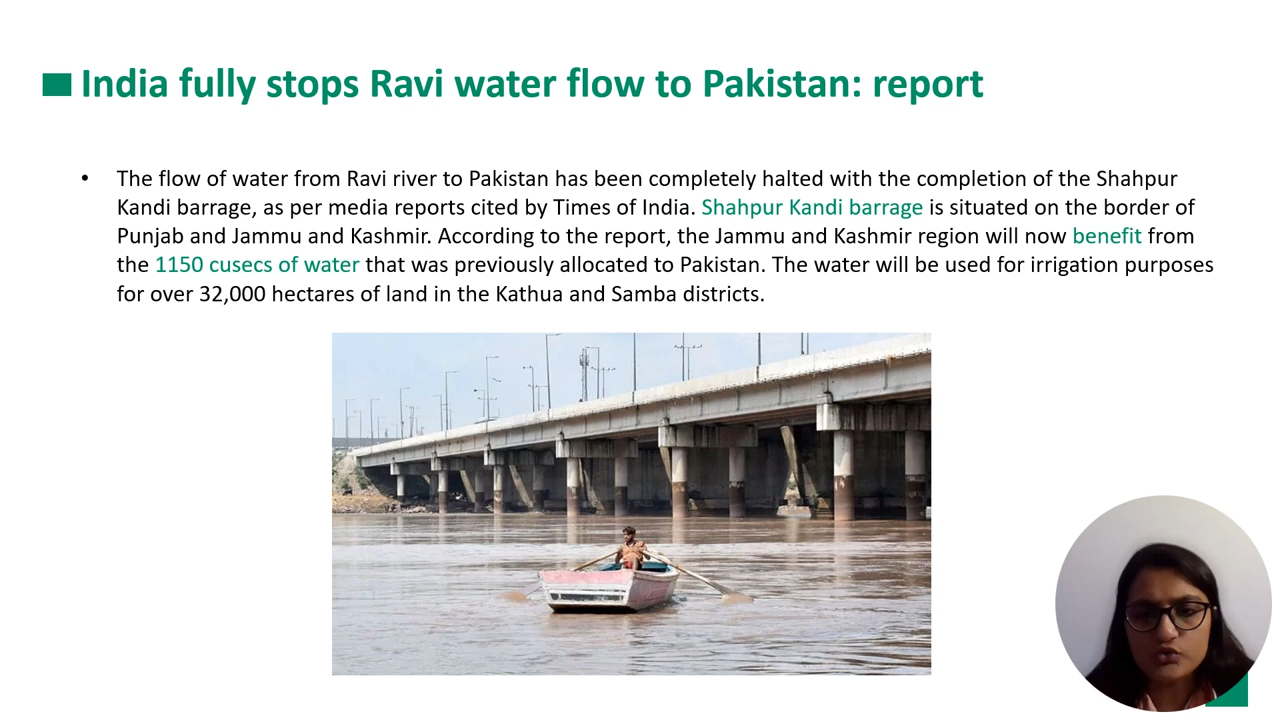 India fully stops Ravi water flow to Pakistan: report
• The flow of water from Ravi river to Pakistan has been completely halted with the completion of the Shahpur
Kandi barrage, as per media reports cited by Times of India. Shahpur Kandi barrage is situated on the border of
Punjab and Jammu and Kashmir. According to the report, the Jammu and Kashmir region will now benefit from
the 1150 cusecs of water that was previously allocated to Pakistan. The water will be used for irrigation purposes
for over 32,000 hectares of land in the Kathua and Samba districts.